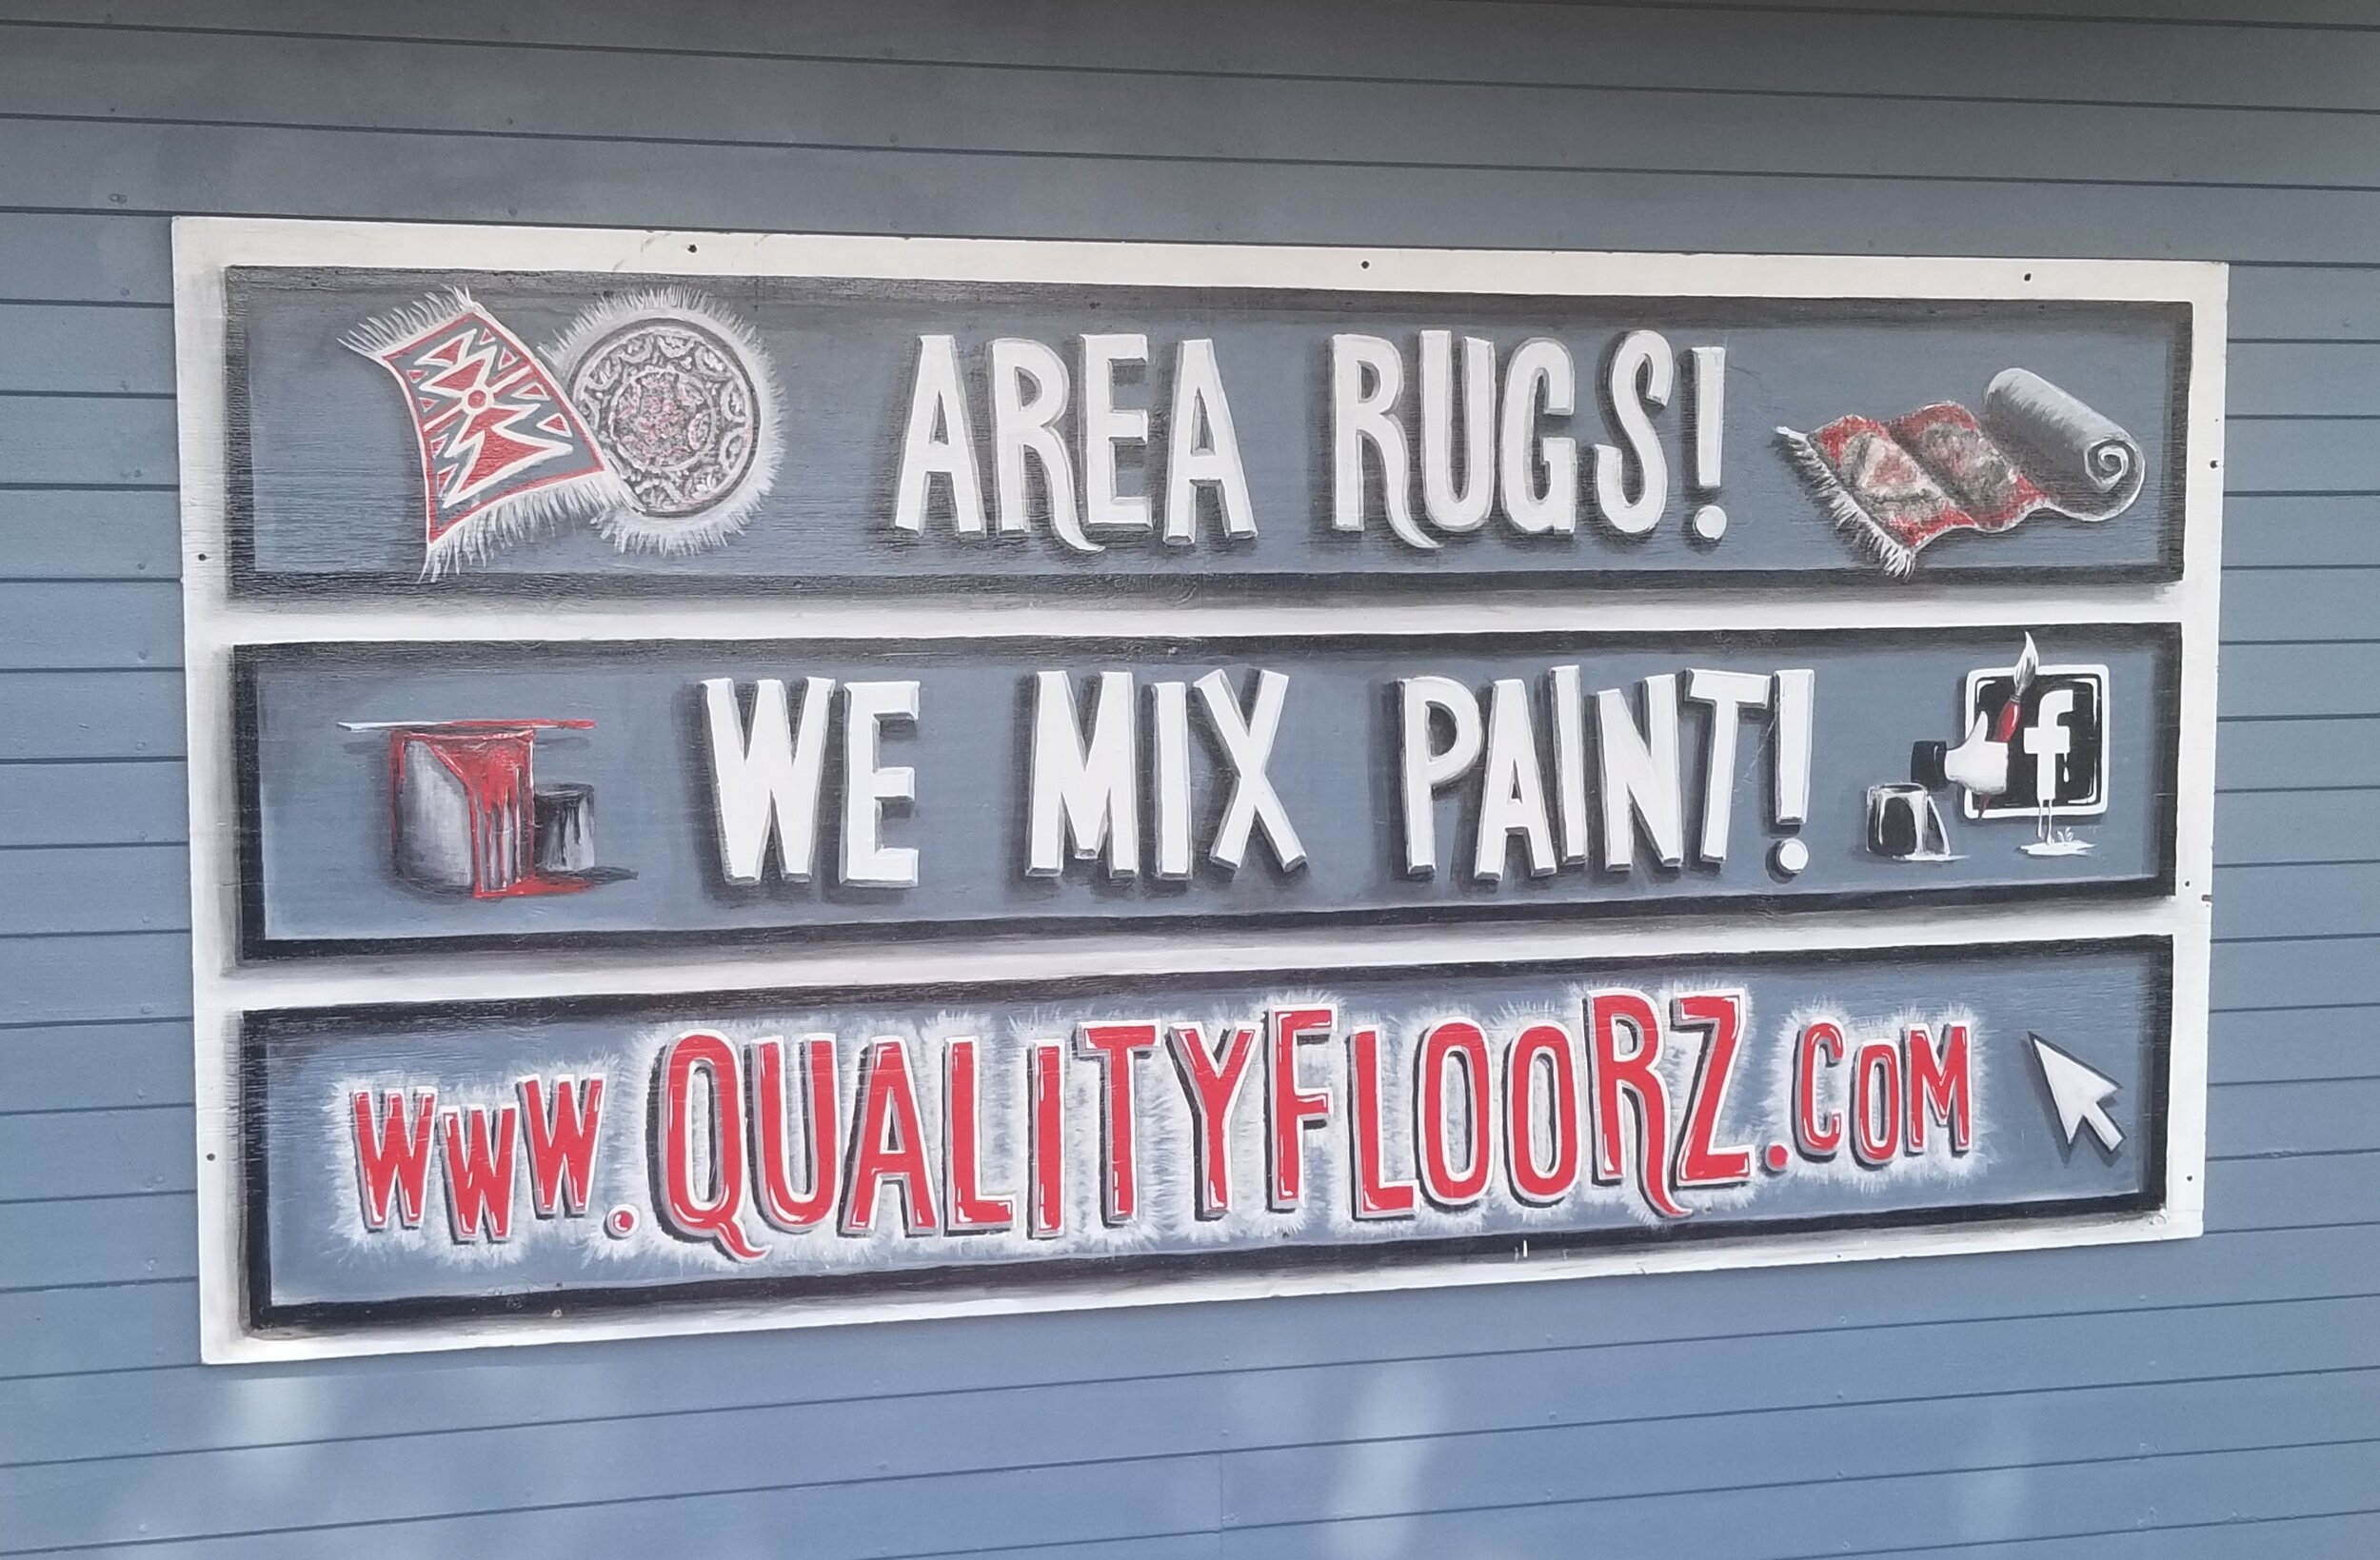 AREA RUGS!
WE MIX PAINT!
f
www.QUALITYFLOORZ.COM